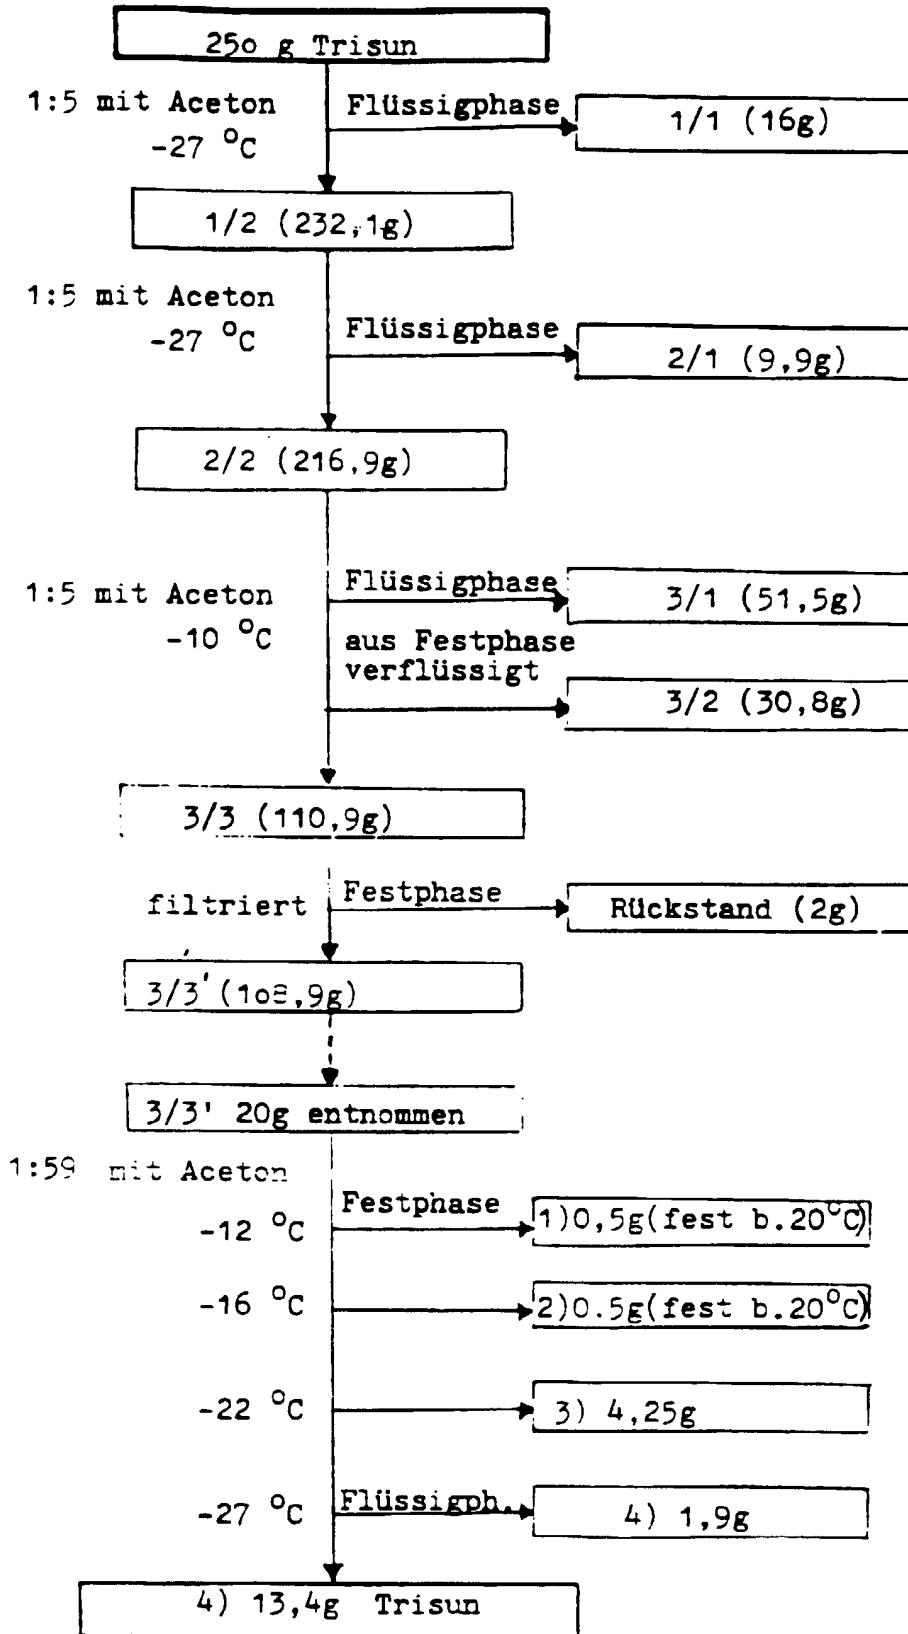 250 g Trisun
1:5 mit Aceton
Flüssigphase
1/1 (16g)
-27 °C
1/2 (232,1g)
1:5 mit Aceton
-27 °C
Flüssigphase
2/1 (9,9g)
2/2 (216,9g)
1:5 mit Aceton
Flüssigphase
3/1 (51,5g)
-10 °C
aus Festphase
verflüssigt
3/2 (30,8g)
3/3 (110,9g)
filtriert
Festphase
Rückstand (2g)
3/3' (108,9g)
3/3' 20g entnommen
1:59 mit Aceton
-12 °C
Festphase
1)0,5g(fest b.20°C)
-16 °C
2)0.5g(fest b.20°C)
-22 °C
3) 4,25g
-27 °C
Flüssigph.
4) 1,9g
4) 13,4g Trisun